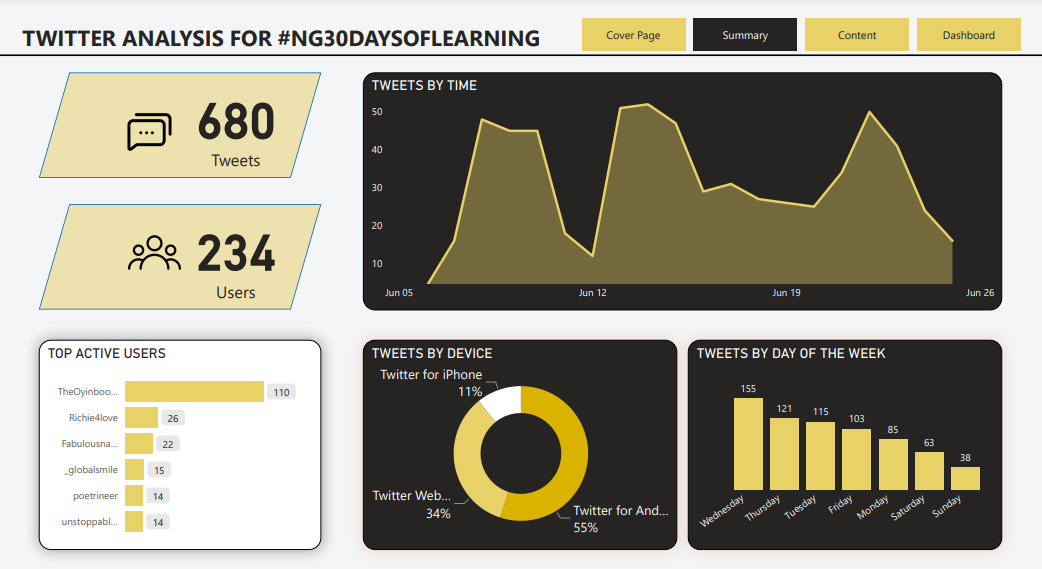 TWITTER ANALYSIS FOR #NG30DAYSOFLEARNING
Cover Page
Summary
Content
Dashboard
680
Tweets
234
Users
TWEETS BY TIME
50
40
30
20
10
Jun 05
Jun 12
Jun 19
Jun 26
TOP ACTIVE USERS
TheOyinboo... 110
Richie4love 26
Fabulousna... 22
_globalsmile 15
poetrineer 14
unstoppabl... 14
TWEETS BY DEVICE
Twitter for iPhone
11%
Twitter Web...
34%
Twitter for And...
55%
TWEETS BY DAY OF THE WEEK
155
121
115
103
85
63
38
Wednesday
Thursday
Tuesday
Friday
Monday
Saturday
Sunday